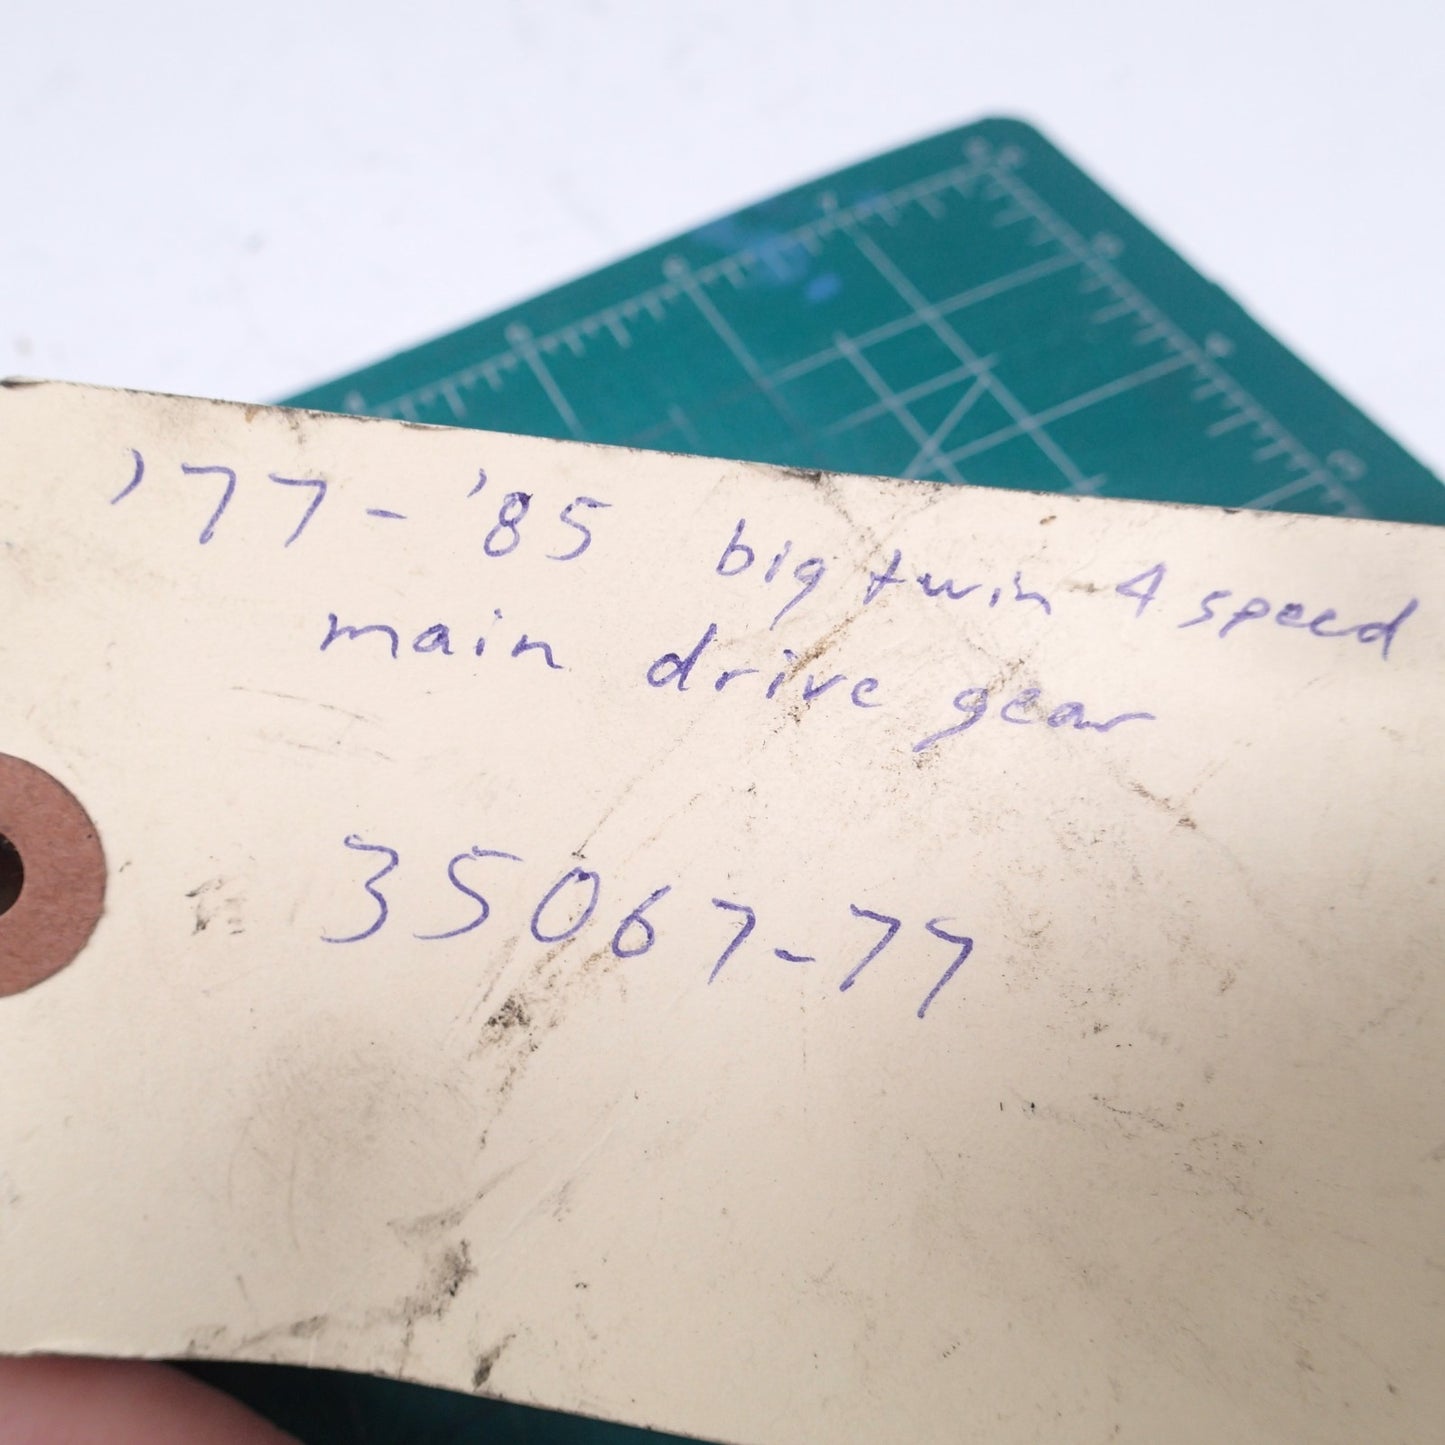 '77-'85 big twin 4 speed
main drive gear
35067-77